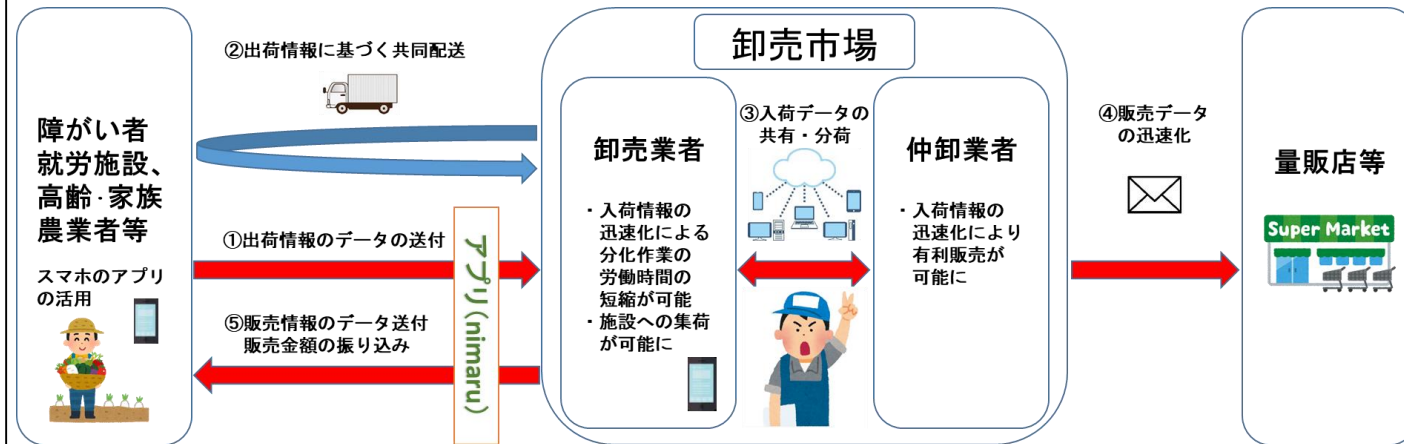 障がい者
就労施設、
高齢・家族
農業者等
スマホのアプリ
の活用
②出荷情報に基づく共同配送
①出荷情報のデータの送付
⑤販売情報のデータ送付
販売金額の振り込み
アプリ(nimaru)
卸売市場
卸売業者
・入荷情報の
迅速化による
分化作業の
労働時間の
短縮が可能
・施設への集荷
が可能に
③入荷データの
共有・分荷
仲卸業者
・入荷情報の
迅速化により
有利販売が
可能に
④販売データ
の迅速化
量販店等
Super Market